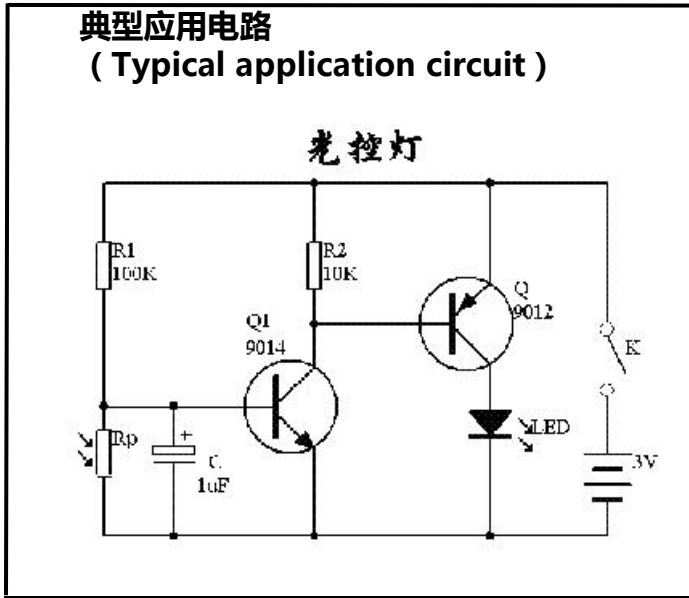 典型应用电路
（Typical application circuit）
光控灯
R1
100K
R2
10K
Q1
9014
Q
9012
K
Rp
+
C
1uF
LED
3V